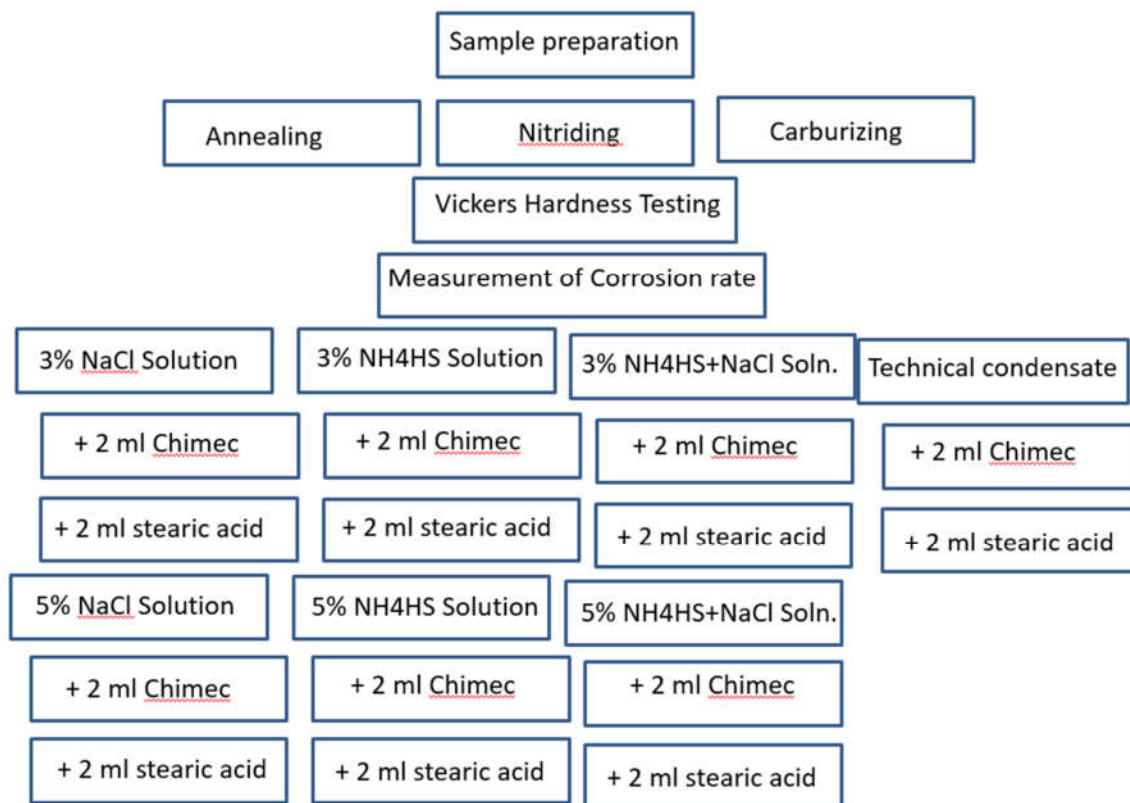 Sample preparation
Annealing
Nitriding
Carburizing
Vickers Hardness Testing
Measurement of Corrosion rate
3% NaCl Solution
3% NH4HS Solution
3% NH4HS+NaCl Soln.
Technical condensate
+ 2 ml Chimec
+ 2 ml Chimec
+ 2 ml Chimec
+ 2 ml Chimec
+ 2 ml stearic acid
+ 2 ml stearic acid
+ 2 ml stearic acid
+ 2 ml stearic acid
5% NaCl Solution
5% NH4HS Solution
5% NH4HS+NaCl Soln.
+ 2 ml Chimec
+ 2 ml Chimec
+ 2 ml Chimec
+ 2 ml stearic acid
+ 2 ml stearic acid
+ 2 ml stearic acid